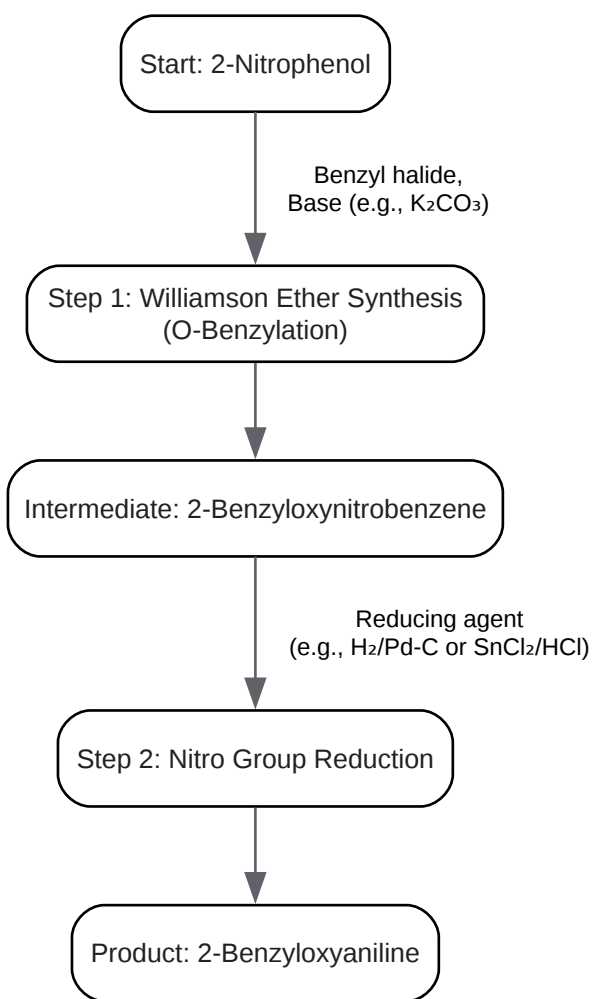 Start: 2-Nitrophenol
Benzyl halide,
Base (e.g., K₂CO₃)
Step 1: Williamson Ether Synthesis
(O-Benzylation)
Intermediate: 2-Benzyloxynitrobenzene
Reducing agent
(e.g., H₂/Pd-C or SnCl₂/HCl)
Step 2: Nitro Group Reduction
Product: 2-Benzyloxyaniline